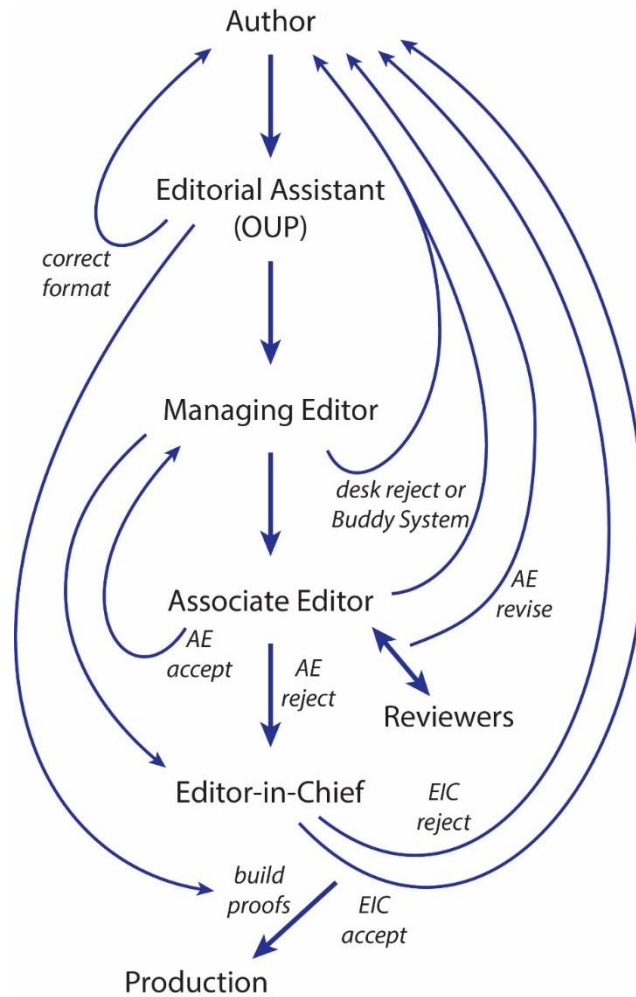 Author
Editorial Assistant
(OUP)
correct
format
Managing Editor
desk reject or
Buddy System
Associate Editor
AE
revise
AE
accept
AE
reject
Reviewers
Editor-in-Chief
EIC
reject
build
proofs
EIC
accept
Production